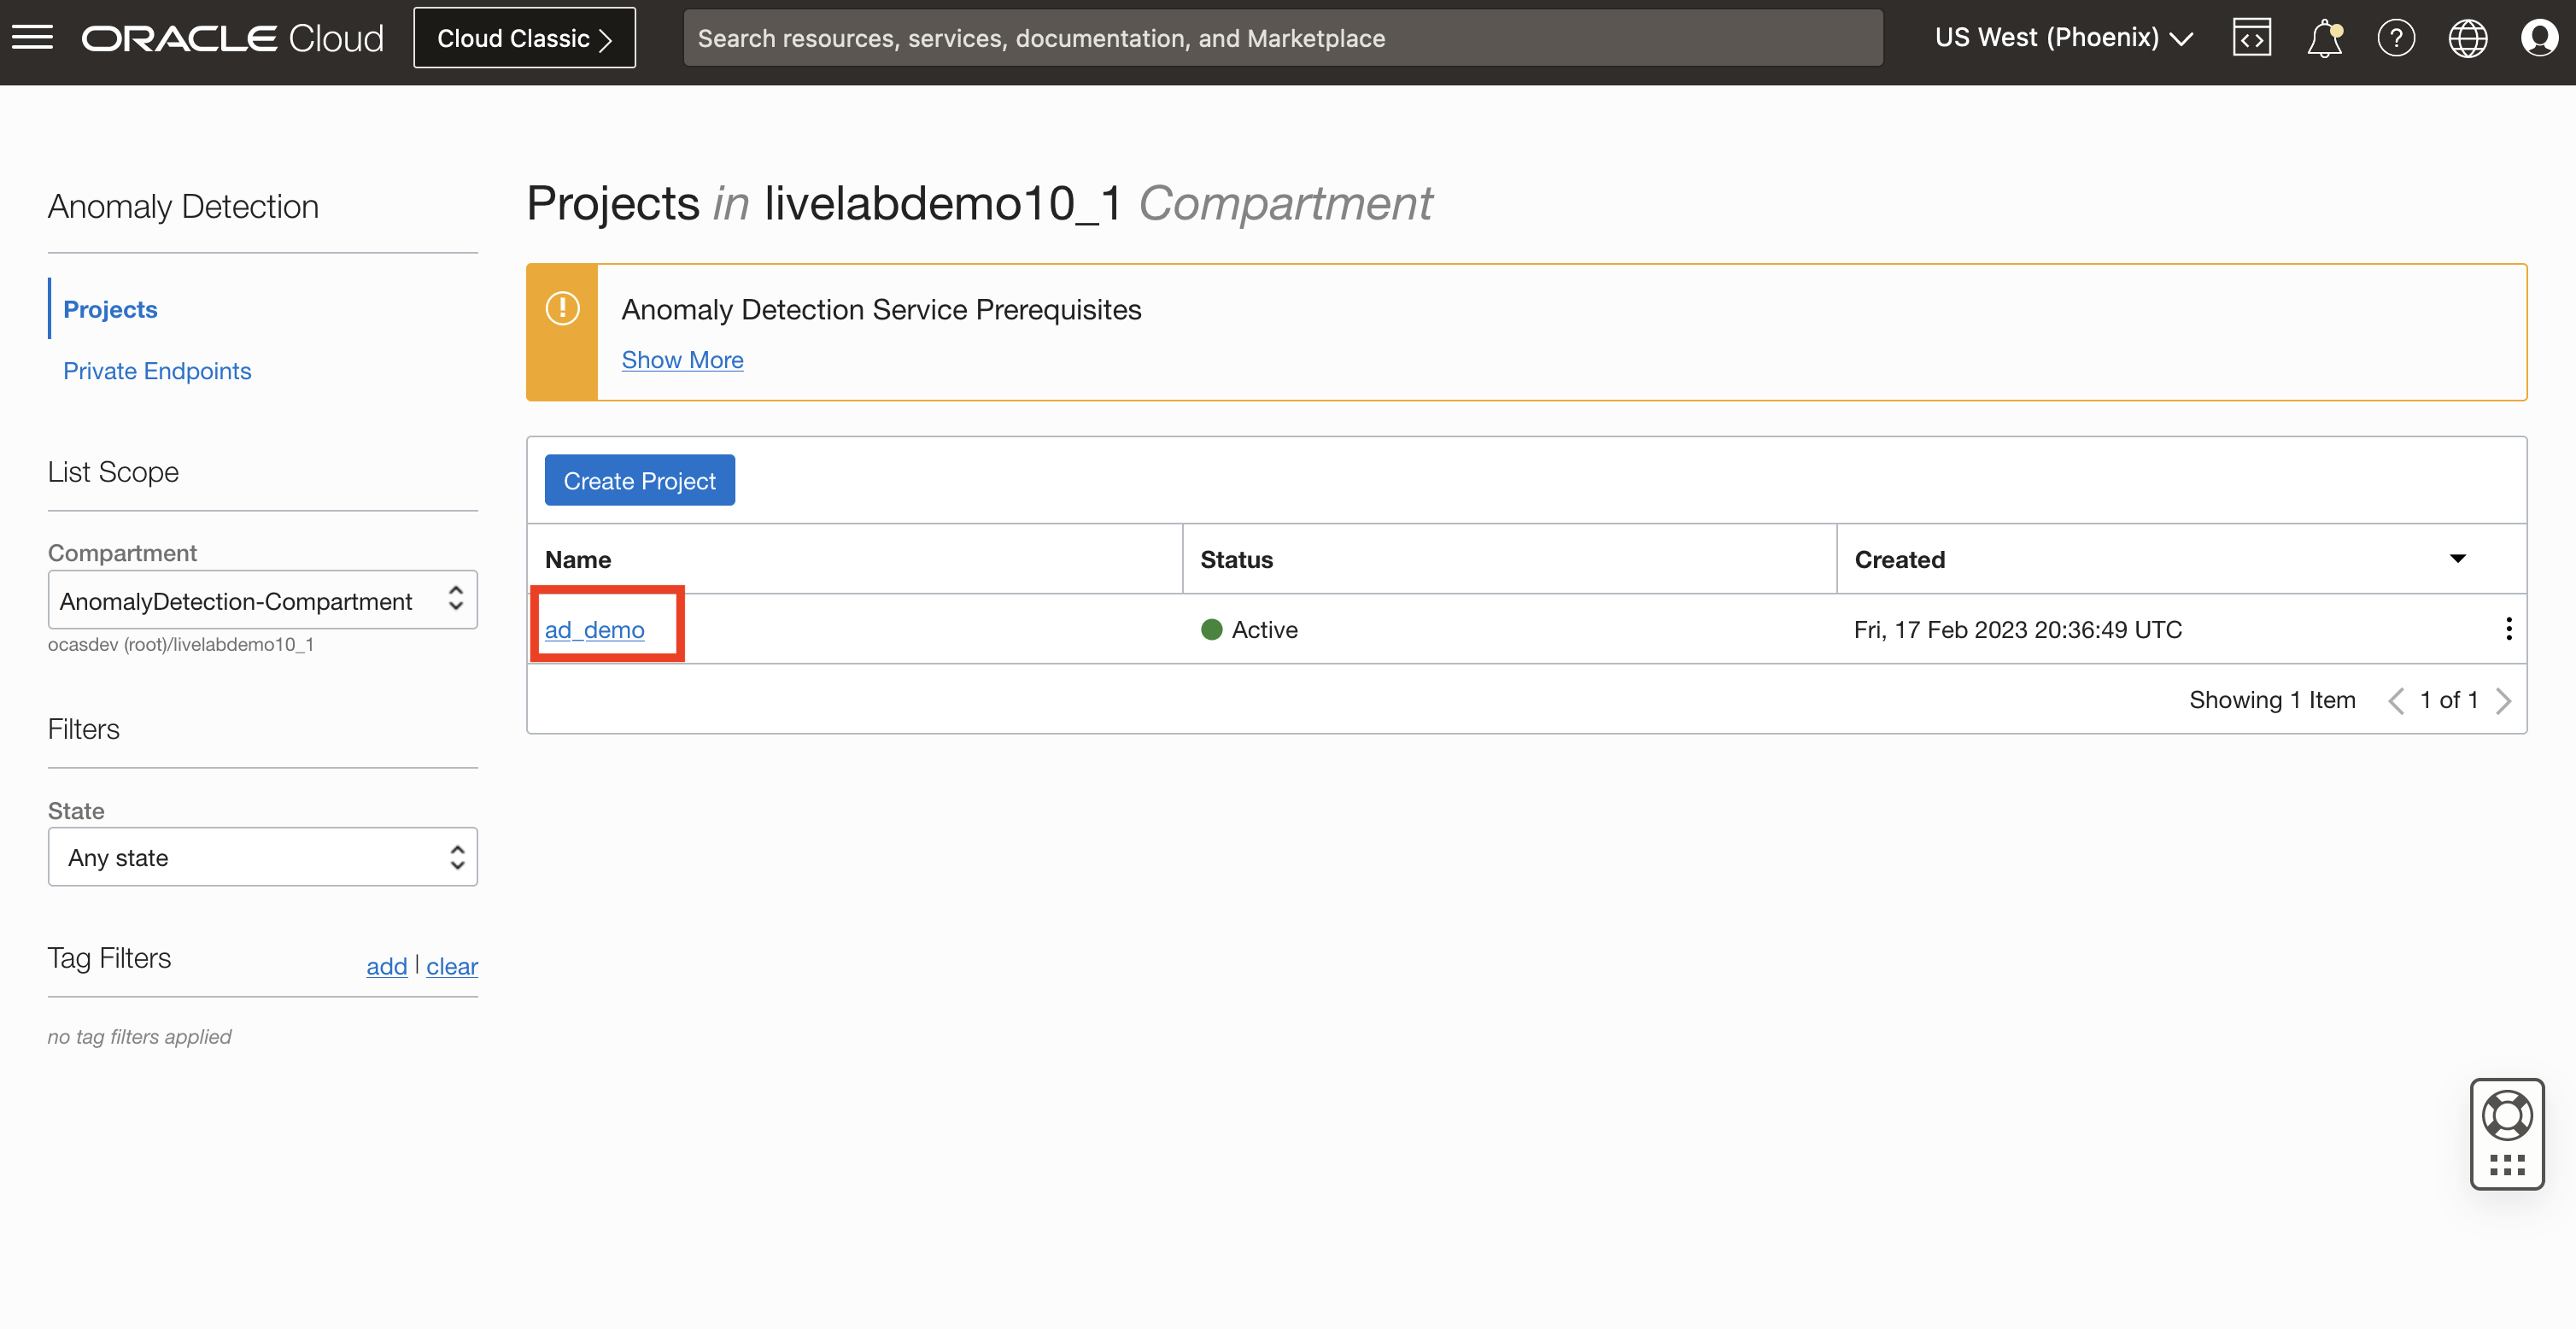 ORACLE Cloud
Cloud Classic
Search resources, services, documentation, and Marketplace
US West (Phoenix)
Anomaly Detection
Projects
Private Endpoints
List Scope
Compartment
AnomalyDetection-Compartment
ocasdev (root)/livelabdemo10_1
Filters
State
Any state
Tag Filters
add | clear
no tag filters applied
Projects in livelabdemo10_1 Compartment
Anomaly Detection Service Prerequisites
Show More
Create Project
Name Status Created
ad_demo Active Fri, 17 Feb 2023 20:36:49 UTC
Showing 1 Item 1 of 1